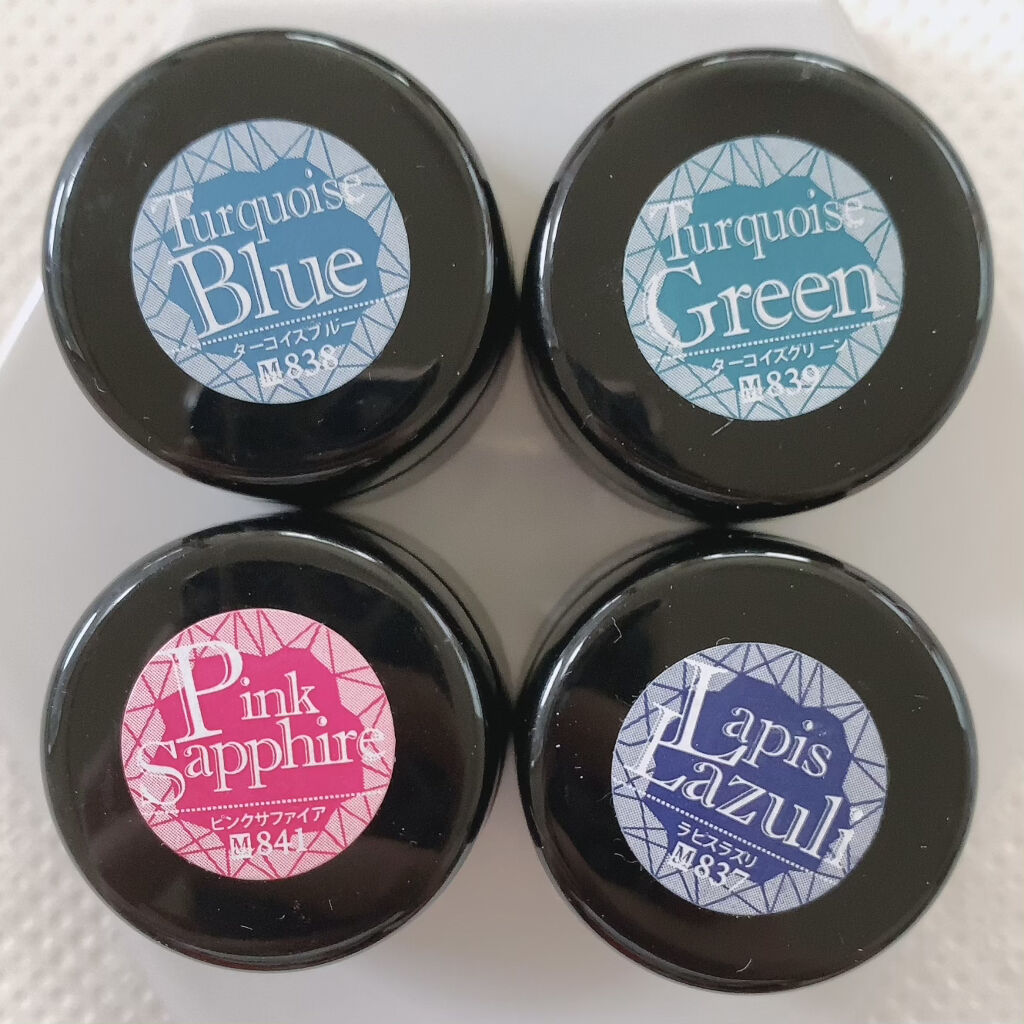 Turquoise
Blue
ターコイズブルー
M838
Turquoise
Green
ターコイズグリーン
M839
Pink
Sapphire
ピンクサファイア
M841
Lapis
Lazuli
ラピスラズリ
M837